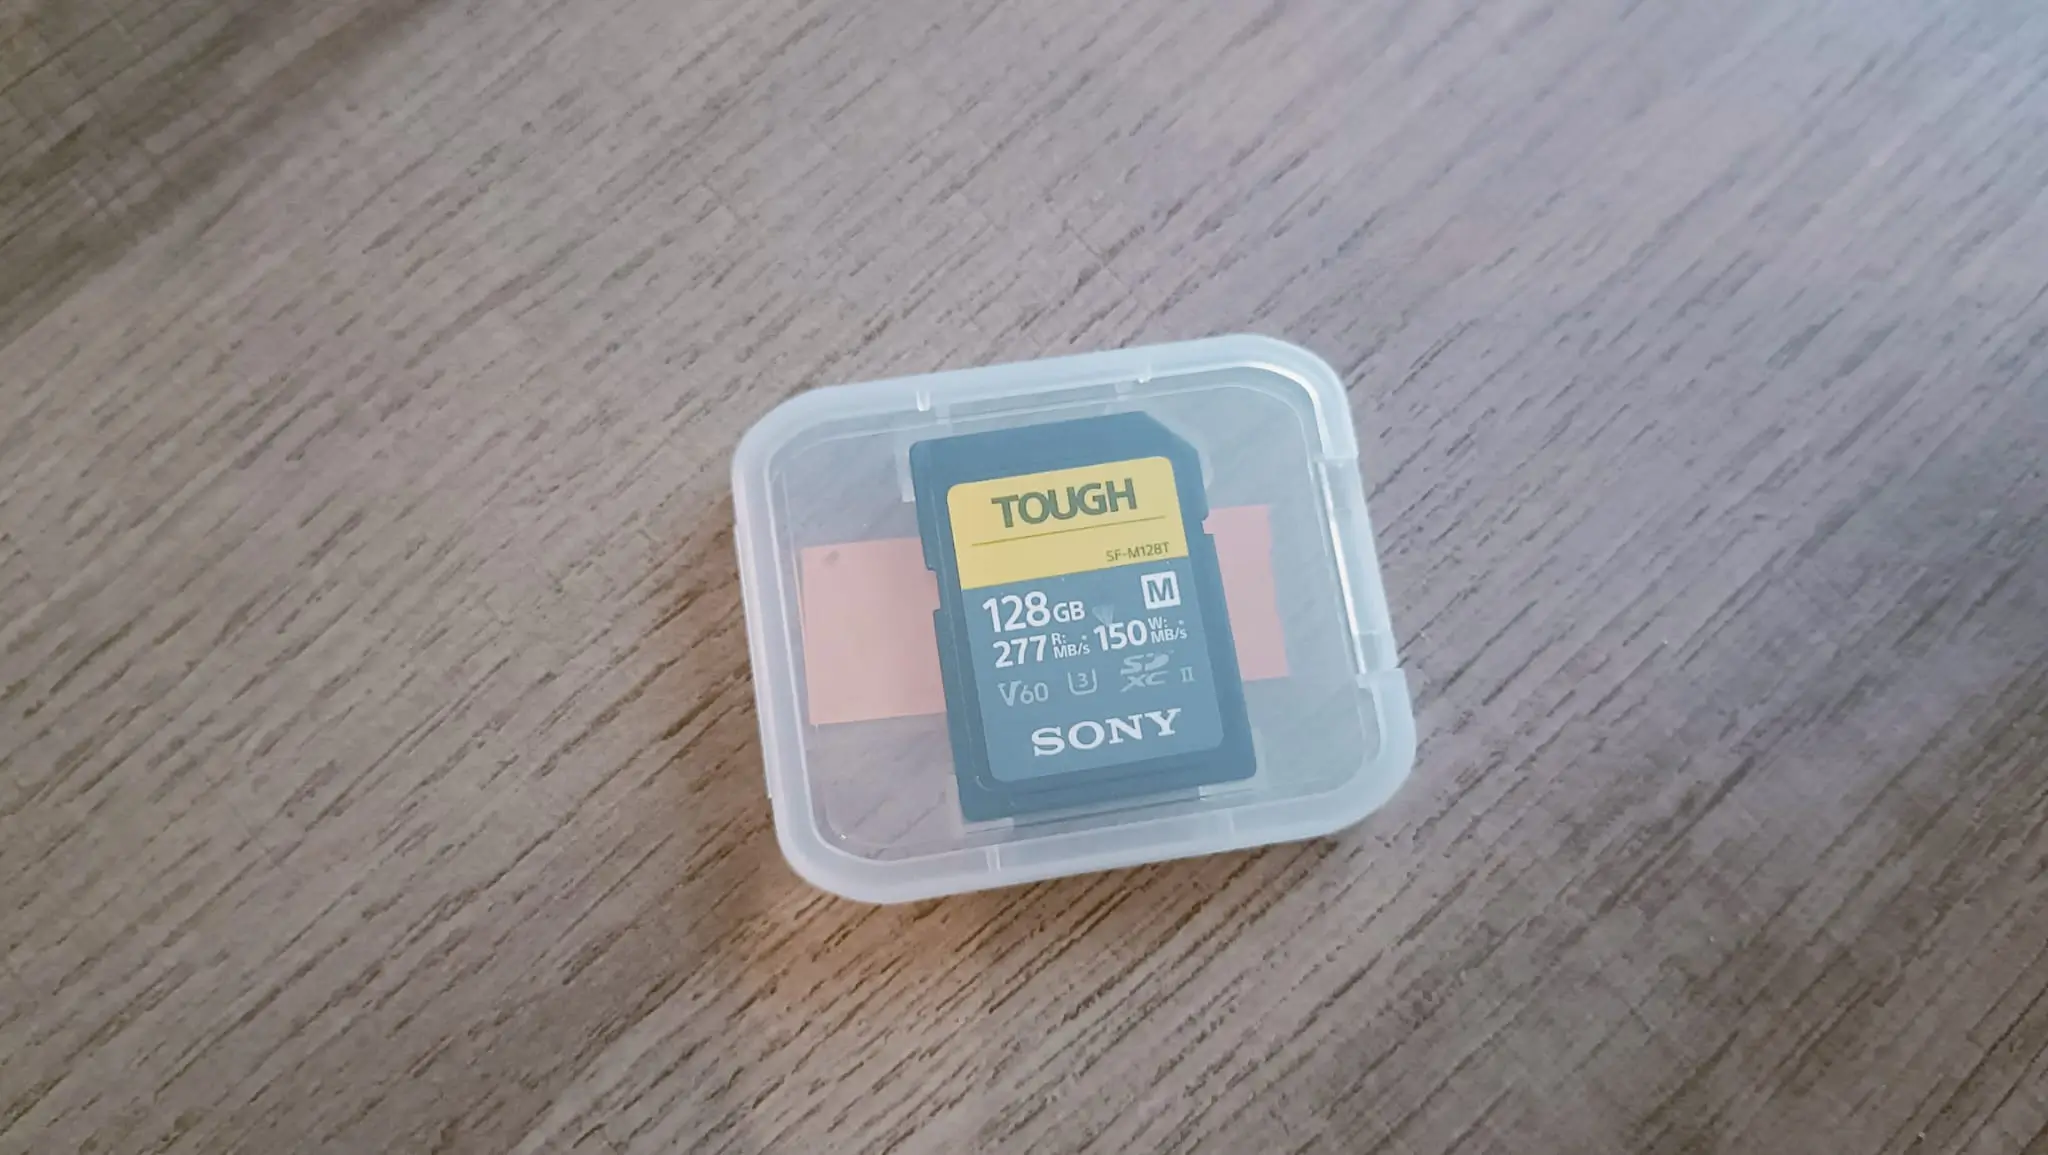 TOUGH
SF-M128T
128GB M
277 R: MB/s* 150 W: MB/s*
V60 3 SD XC II
SONY